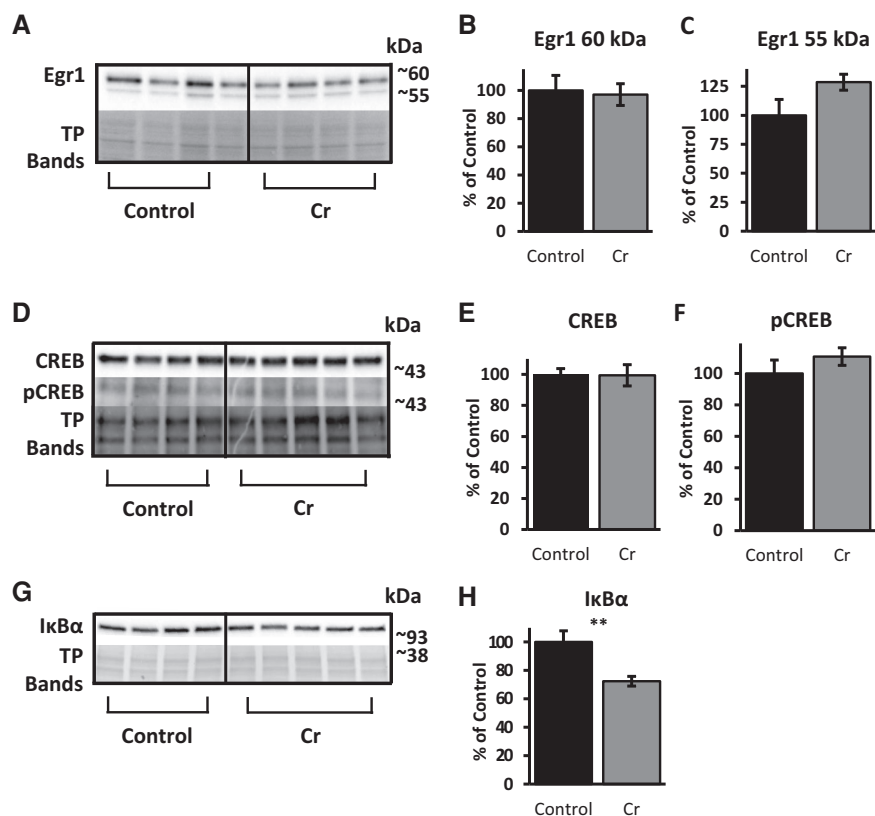 A
kDa
Egr1
~60
~55
TP
Bands
Control
Cr
B
Egr1 60 kDa
% of Control
100
80
60
40
20
0
Control
Cr
C
Egr1 55 kDa
% of Control
125
100
75
50
25
0
Control
Cr
D
kDa
CREB
~43
pCREB
~43
TP
Bands
Control
Cr
E
CREB
% of Control
100
80
60
40
20
0
Control
Cr
F
pCREB
% of Control
100
80
60
40
20
0
Control
Cr
G
kDa
IκBα
~93
TP
~38
Bands
Control
Cr
H
IκBα
**
% of Control
100
80
60
40
20
0
Control
Cr